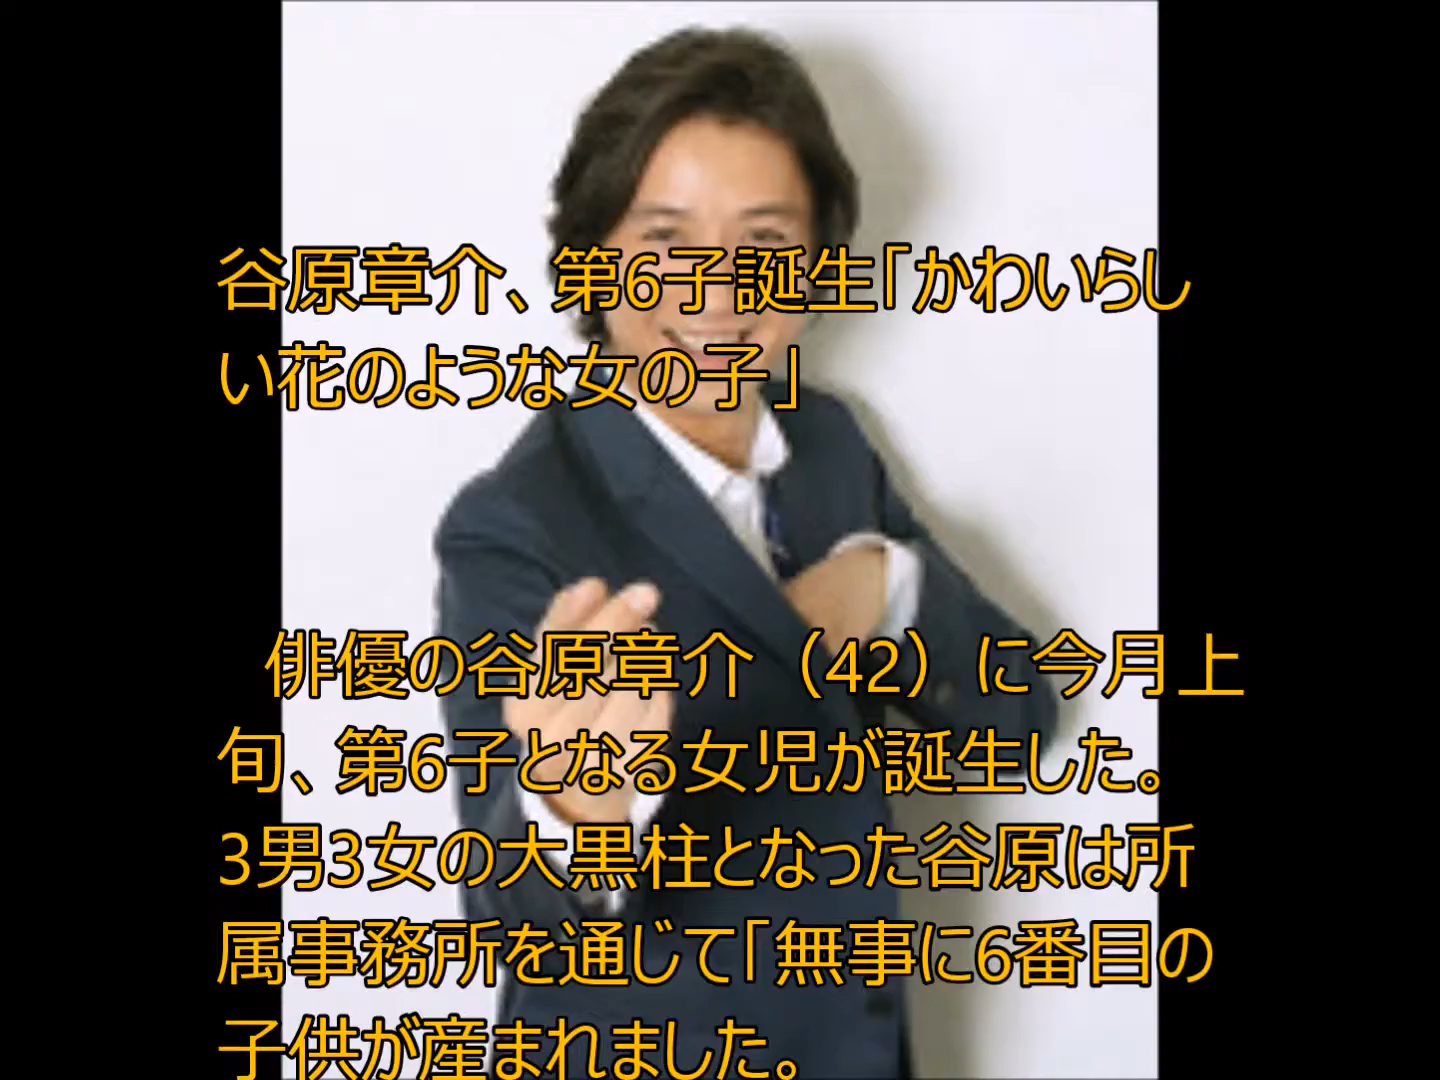 谷原章介、第6子誕生「かわいらし
い花のような女の子」
俳優の谷原章介（42）に今月上
旬、第6子となる女児が誕生した。
3男3女の大黒柱となった谷原は所
属事務所を通じて「無事に6番目の
子供が産まれました。